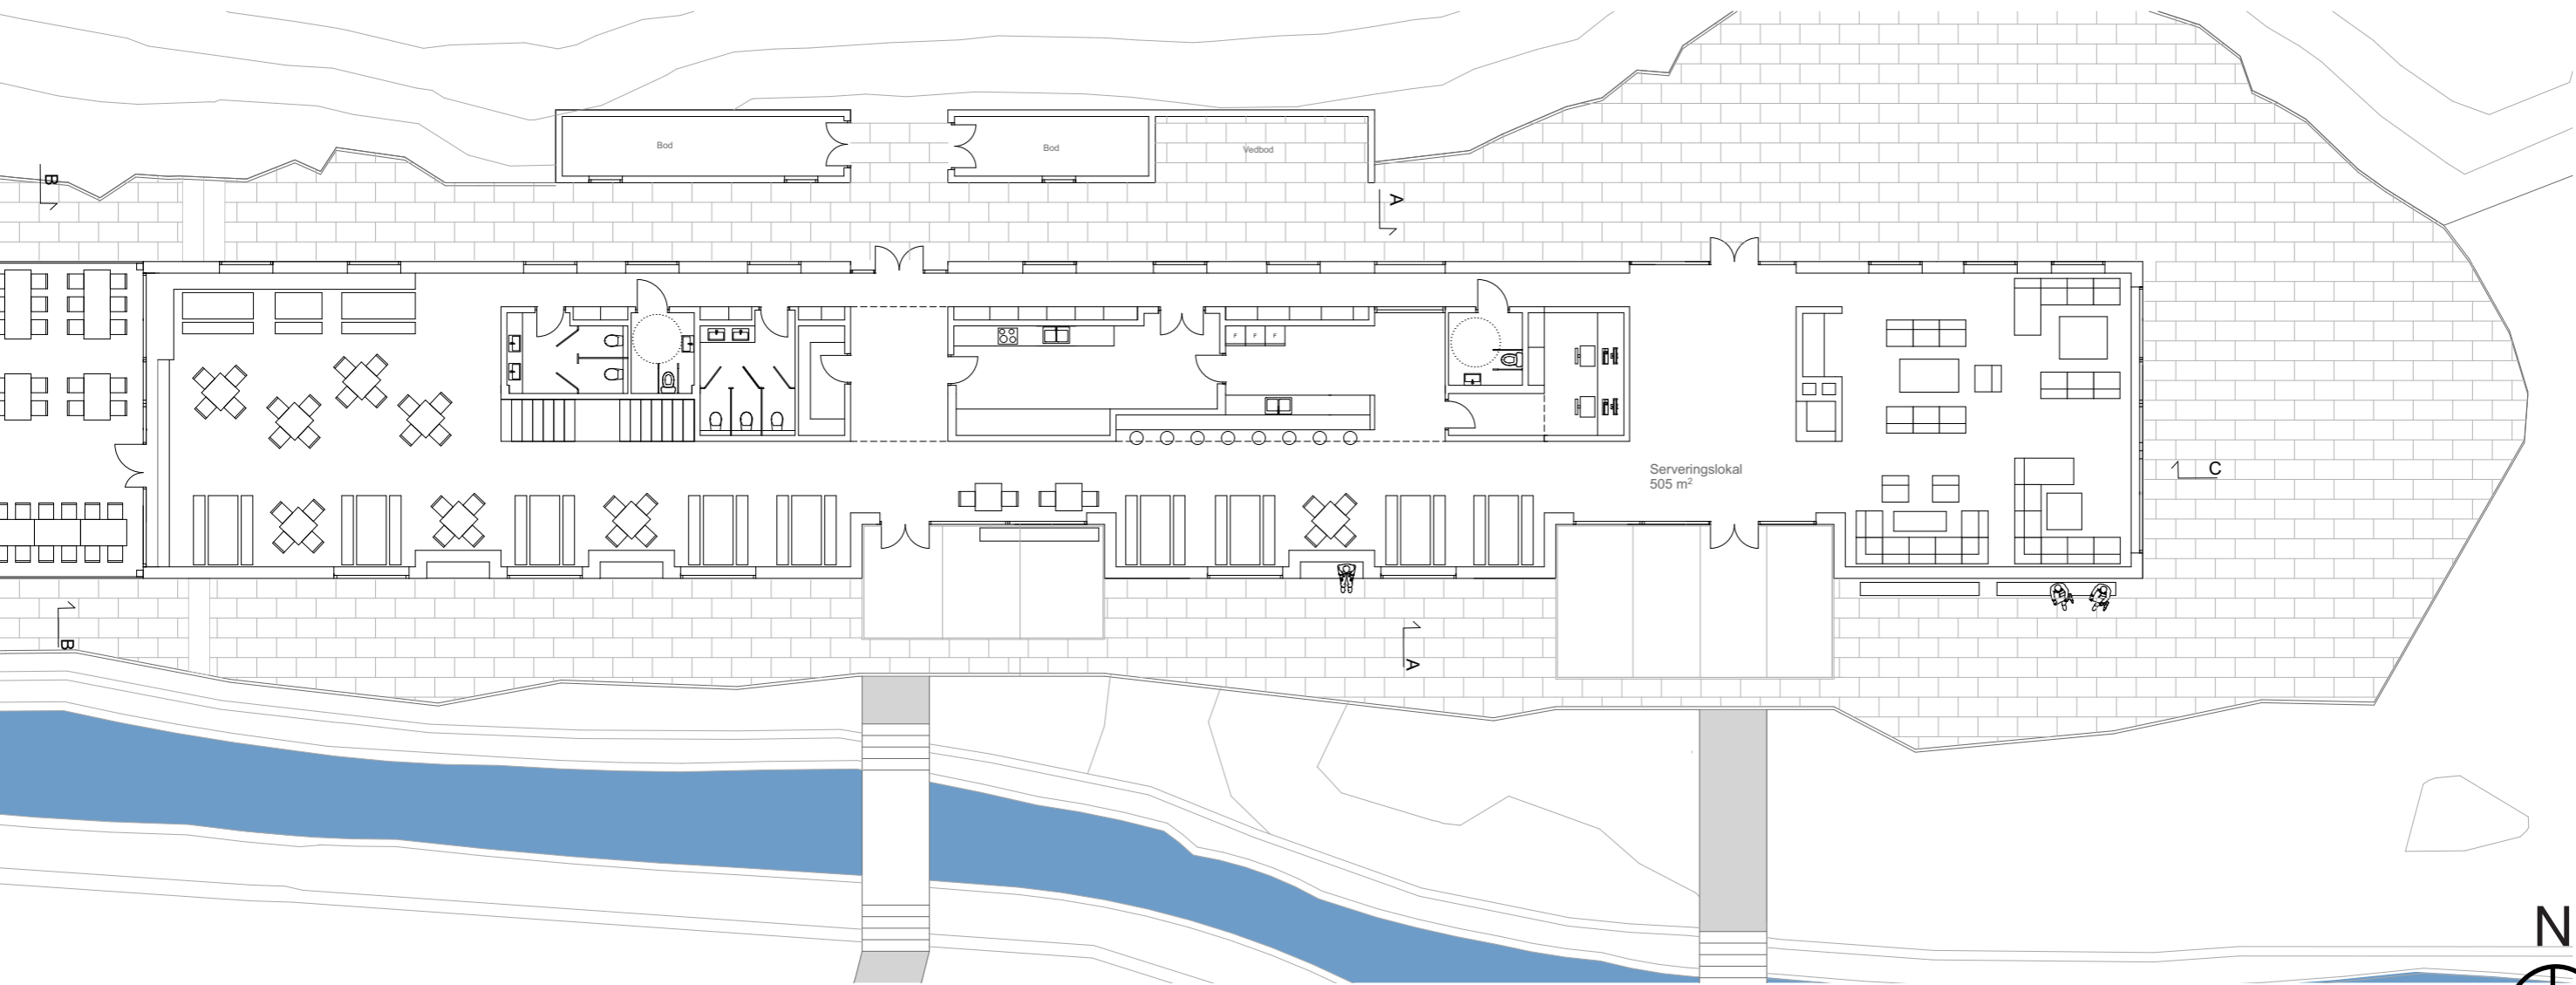 Bod
Bod
Vedbod
B
A
F F F
Serveringslokal
505 m²
C
B
A
N